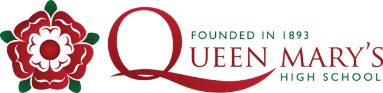 FOUNDED IN 1893
QUEEN MARY'S
HIGH SCHOOL